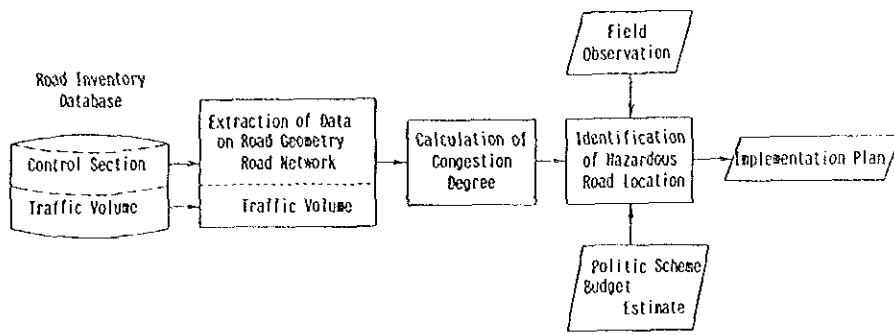 Road Inventory
Database
Control Section
Traffic Volume
Extraction of Data
on Road Geometry
Road Network
Traffic Volume
Calculation of
Congestion
Degree
Field
Observation
Identification
of Hazardous
Road Location
Politic Scheme
Budget
Estimate
Implementation Plan